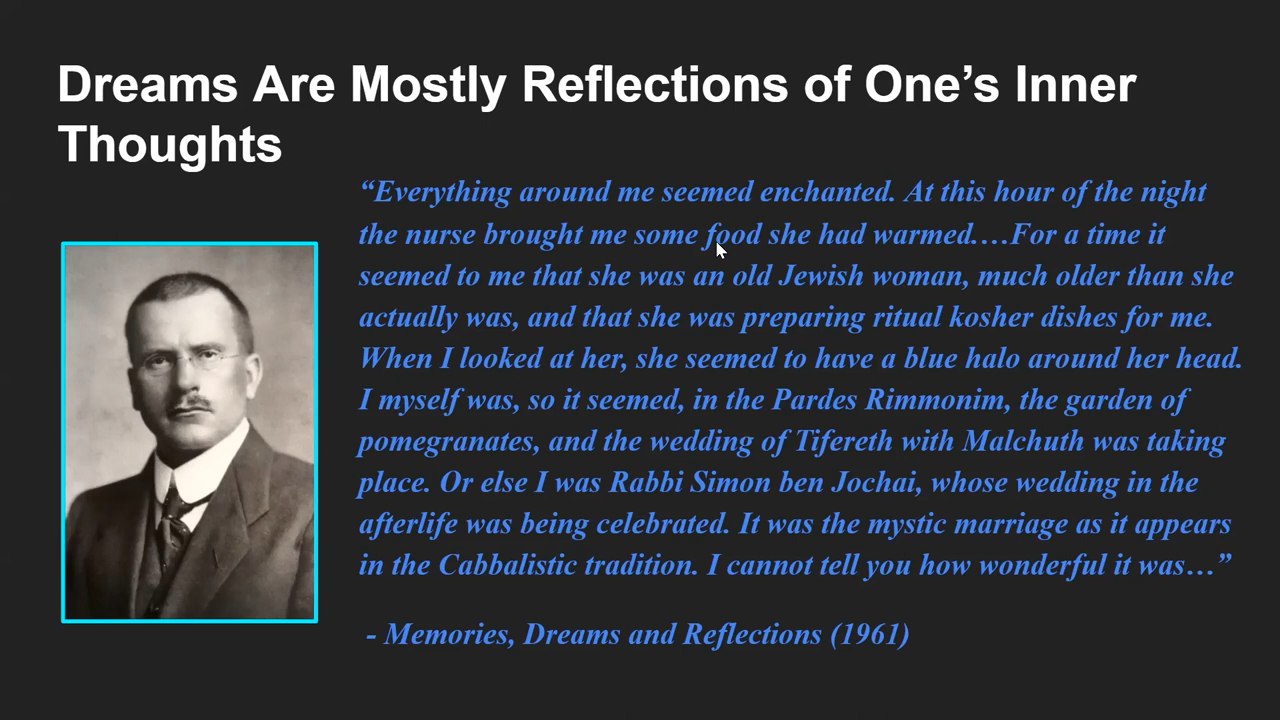 Dreams Are Mostly Reflections of One’s Inner
Thoughts
“Everything around me seemed enchanted. At this hour of the night
the nurse brought me some food she had warmed….For a time it
seemed to me that she was an old Jewish woman, much older than she
actually was, and that she was preparing ritual kosher dishes for me.
When I looked at her, she seemed to have a blue halo around her head.
I myself was, so it seemed, in the Pardes Rimmonim, the garden of
pomegranates, and the wedding of Tifereth with Malchuth was taking
place. Or else I was Rabbi Simon ben Jochai, whose wedding in the
afterlife was being celebrated. It was the mystic marriage as it appears
in the Cabbalistic tradition. I cannot tell you how wonderful it was…”
- Memories, Dreams and Reflections (1961)